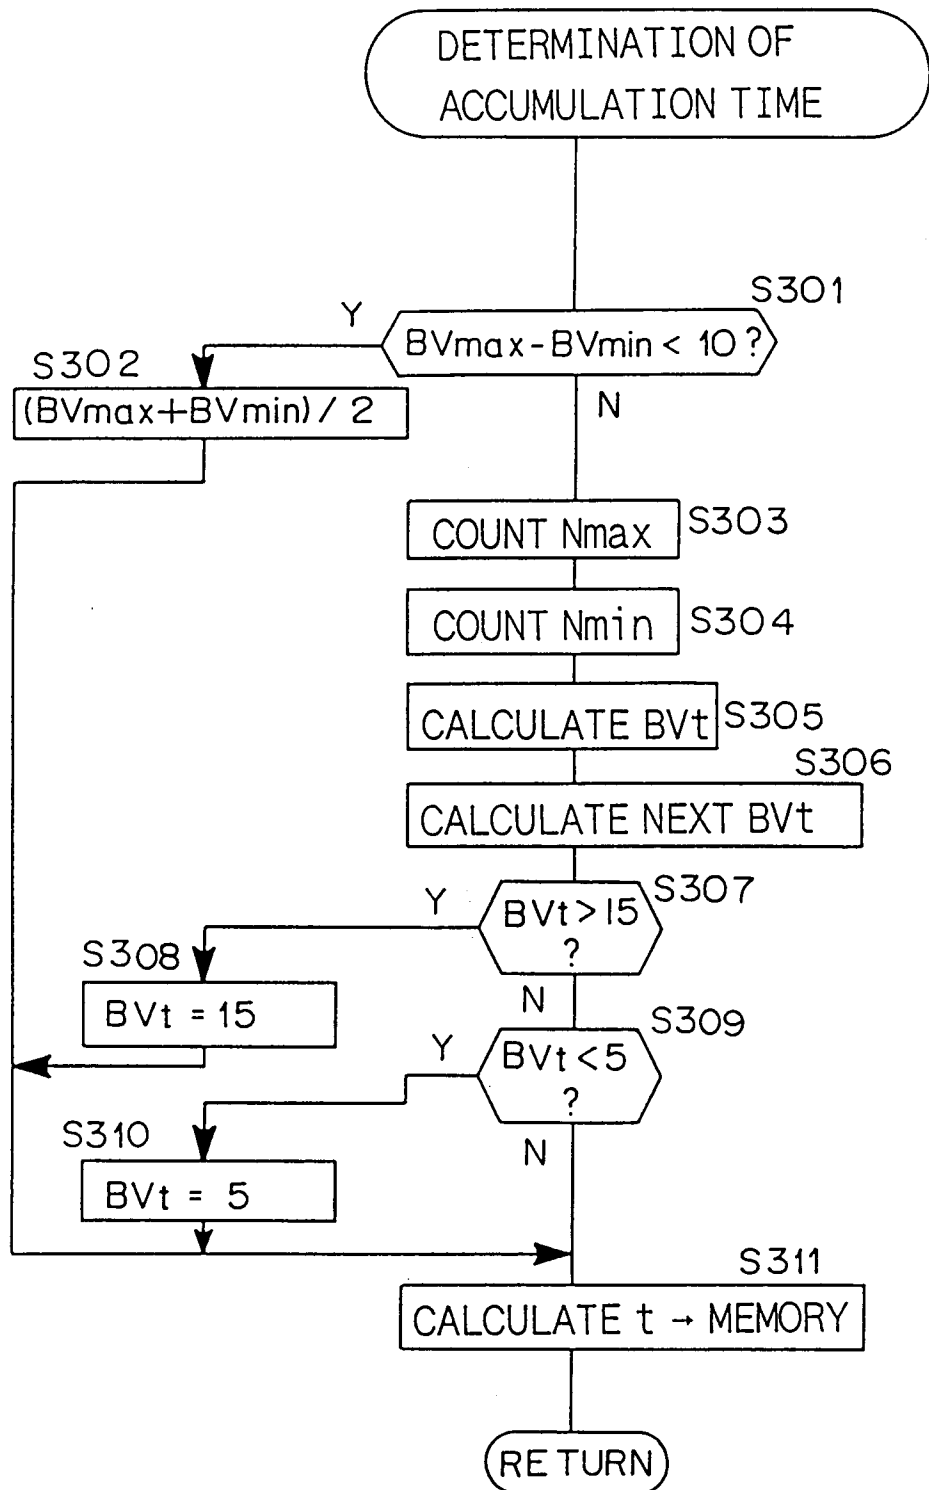 DETERMINATION OF
ACCUMULATION TIME
S301
Y
BVmax-BVmin < 10 ?
N
S302
(BVmax+BVmin) / 2
COUNT Nmax
S303
COUNT Nmin
S304
CALCULATE BVt
S305
S306
CALCULATE NEXT BVt
S307
Y
BVt > 15
?
N
S308
BVt = 15
S309
Y
BVt < 5
?
N
S310
BVt = 5
S311
CALCULATE t → MEMORY
RETURN